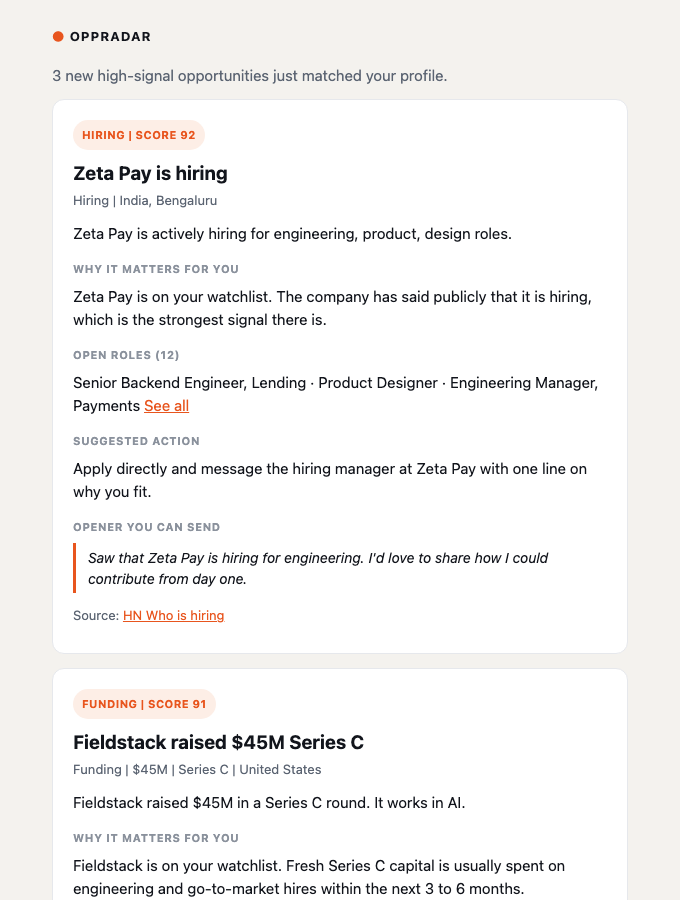 OPPRADAR
3 new high-signal opportunities just matched your profile.
HIRING | SCORE 92
Zeta Pay is hiring
Hiring | India, Bengaluru
Zeta Pay is actively hiring for engineering, product, design roles.
WHY IT MATTERS FOR YOU
Zeta Pay is on your watchlist. The company has said publicly that it is hiring,
which is the strongest signal there is.
OPEN ROLES (12)
Senior Backend Engineer, Lending · Product Designer · Engineering Manager,
Payments See all
SUGGESTED ACTION
Apply directly and message the hiring manager at Zeta Pay with one line on
why you fit.
OPENER YOU CAN SEND
Saw that Zeta Pay is hiring for engineering. I'd love to share how I could
contribute from day one.
Source: HN Who is hiring
FUNDING | SCORE 91
Fieldstack raised $45M Series C
Funding | $45M | Series C | United States
Fieldstack raised $45M in a Series C round. It works in AI.
WHY IT MATTERS FOR YOU
Fieldstack is on your watchlist. Fresh Series C capital is usually spent on
engineering and go-to-market hires within the next 3 to 6 months.